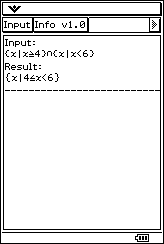 Input Info v1.0
Input:
{x|x≥4}∩{x|x<6}
Result:
{x|4≤x<6}